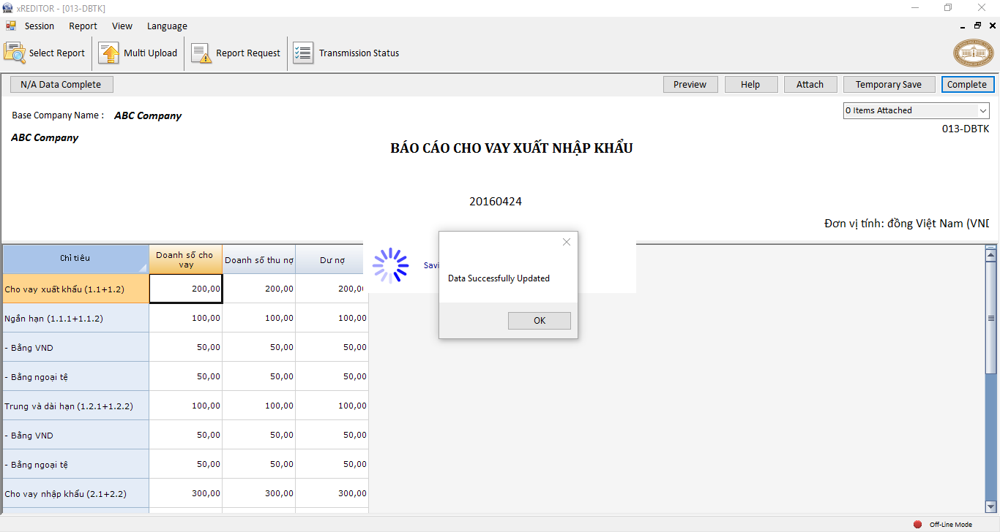 xREDITOR - [013-DBTK]
Session Report View Language
Select Report Multi Upload Report Request Transmission Status
N/A Data Complete Preview Help Attach Temporary Save Complete
Base Company Name : ABC Company 0 Items Attached
013-DBTK
ABC Company
BÁO CÁO CHO VAY XUẤT NHẬP KHẨU
20160424
Đơn vị tính: đồng Việt Nam (VND
Chỉ tiêu Doanh số cho vay Doanh số thu nợ Dư nợ
Savi
Data Successfully Updated
OK
Cho vay xuất khẩu (1.1+1.2) 200,00 200,00 200,00
Ngắn hạn (1.1.1+1.1.2) 100,00 100,00 100,00
- Bằng VND 50,00 50,00 50,00
- Bằng ngoại tệ 50,00 50,00 50,00
Trung và dài hạn (1.2.1+1.2.2) 100,00 100,00 100,00
- Bằng VND 50,00 50,00 50,00
- Bằng ngoại tệ 50,00 50,00 50,00
Cho vay nhập khẩu (2.1+2.2) 300,00 300,00 300,00
Off-Line Mode